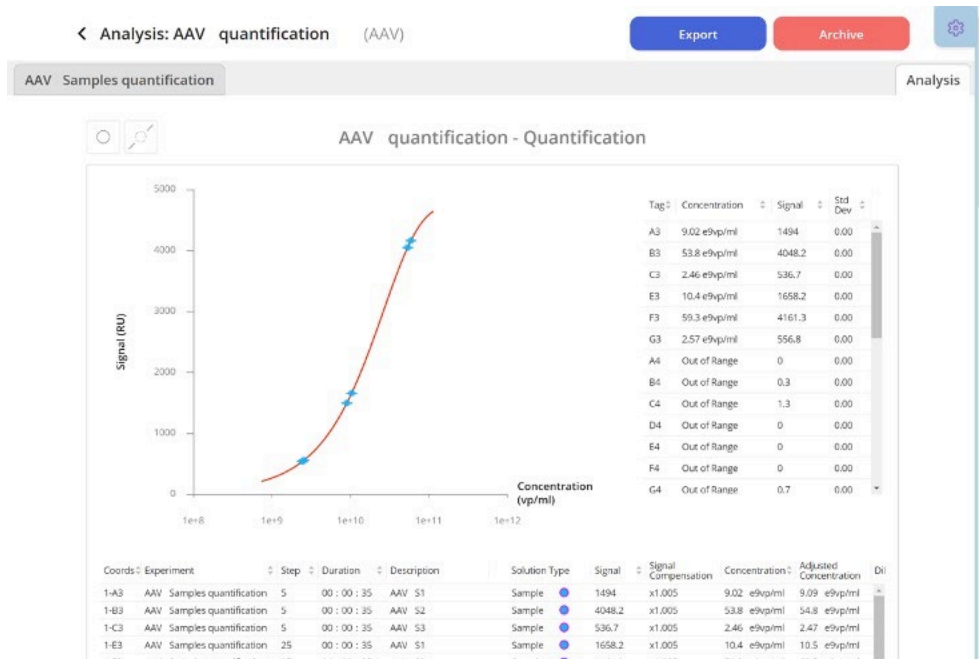 Analysis: AAV quantification (AAV) Export Archive
AAV Samples quantification Analysis
AAV quantification - Quantification
5000
4000
3000
2000
1000
0
Signal (RU)
1e+8 1e+9 1e+10 1e+11 1e+12
Concentration
(vp/ml)
Tag Concentration Signal Std Dev
A3 9.02 e9vp/ml 1494 0.00
B3 53.8 e9vp/ml 4048.2 0.00
C3 2.46 e9vp/ml 536.7 0.00
E3 10.4 e9vp/ml 1658.2 0.00
F3 59.3 e9vp/ml 4161.3 0.00
G3 2.57 e9vp/ml 556.8 0.00
A4 Out of Range 0 0.00
B4 Out of Range 0.3 0.00
C4 Out of Range 1.3 0.00
D4 Out of Range 0 0.00
E4 Out of Range 0 0.00
F4 Out of Range 0 0.00
G4 Out of Range 0.7 0.00
Coords Experiment Step Duration Description Solution Type Signal Signal Compensation Concentration Adjusted Concentration Dil
1-A3 AAV Samples quantification 5 00 : 00 : 35 AAV S1 Sample 1494 x1.005 9.02 e9vp/ml 9.09 e9vp/ml
1-B3 AAV Samples quantification 5 00 : 00 : 35 AAV S2 Sample 4048.2 x1.005 53.8 e9vp/ml 54.8 e9vp/ml
1-C3 AAV Samples quantification 5 00 : 00 : 35 AAV S3 Sample 536.7 x1.005 2.46 e9vp/ml 2.47 e9vp/ml
1-E3 AAV Samples quantification 25 00 : 00 : 35 AAV S1 Sample 1658.2 x1.005 10.4 e9vp/ml 10.5 e9vp/ml